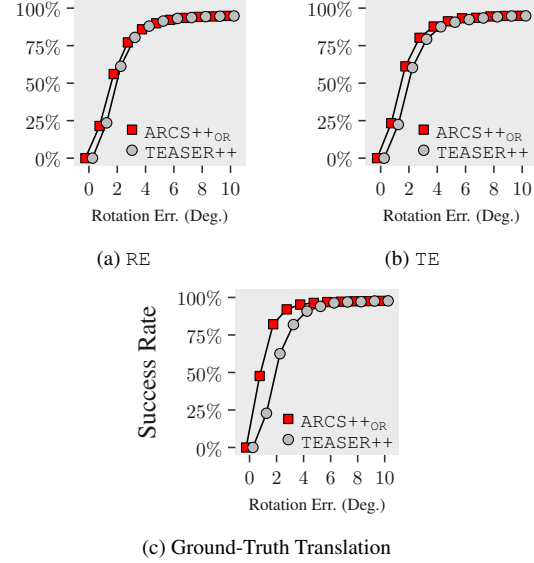 100%
75%
50%
25%
0%
ARCS++OR
TEASER++
0 2 4 6 8 10
Rotation Err. (Deg.)
(a) RE
100%
75%
50%
25%
0%
ARCS++OR
TEASER++
0 2 4 6 8 10
Rotation Err. (Deg.)
(b) TE
Success Rate
100%
75%
50%
25%
0%
ARCS++OR
TEASER++
0 2 4 6 8 10
Rotation Err. (Deg.)
(c) Ground-Truth Translation